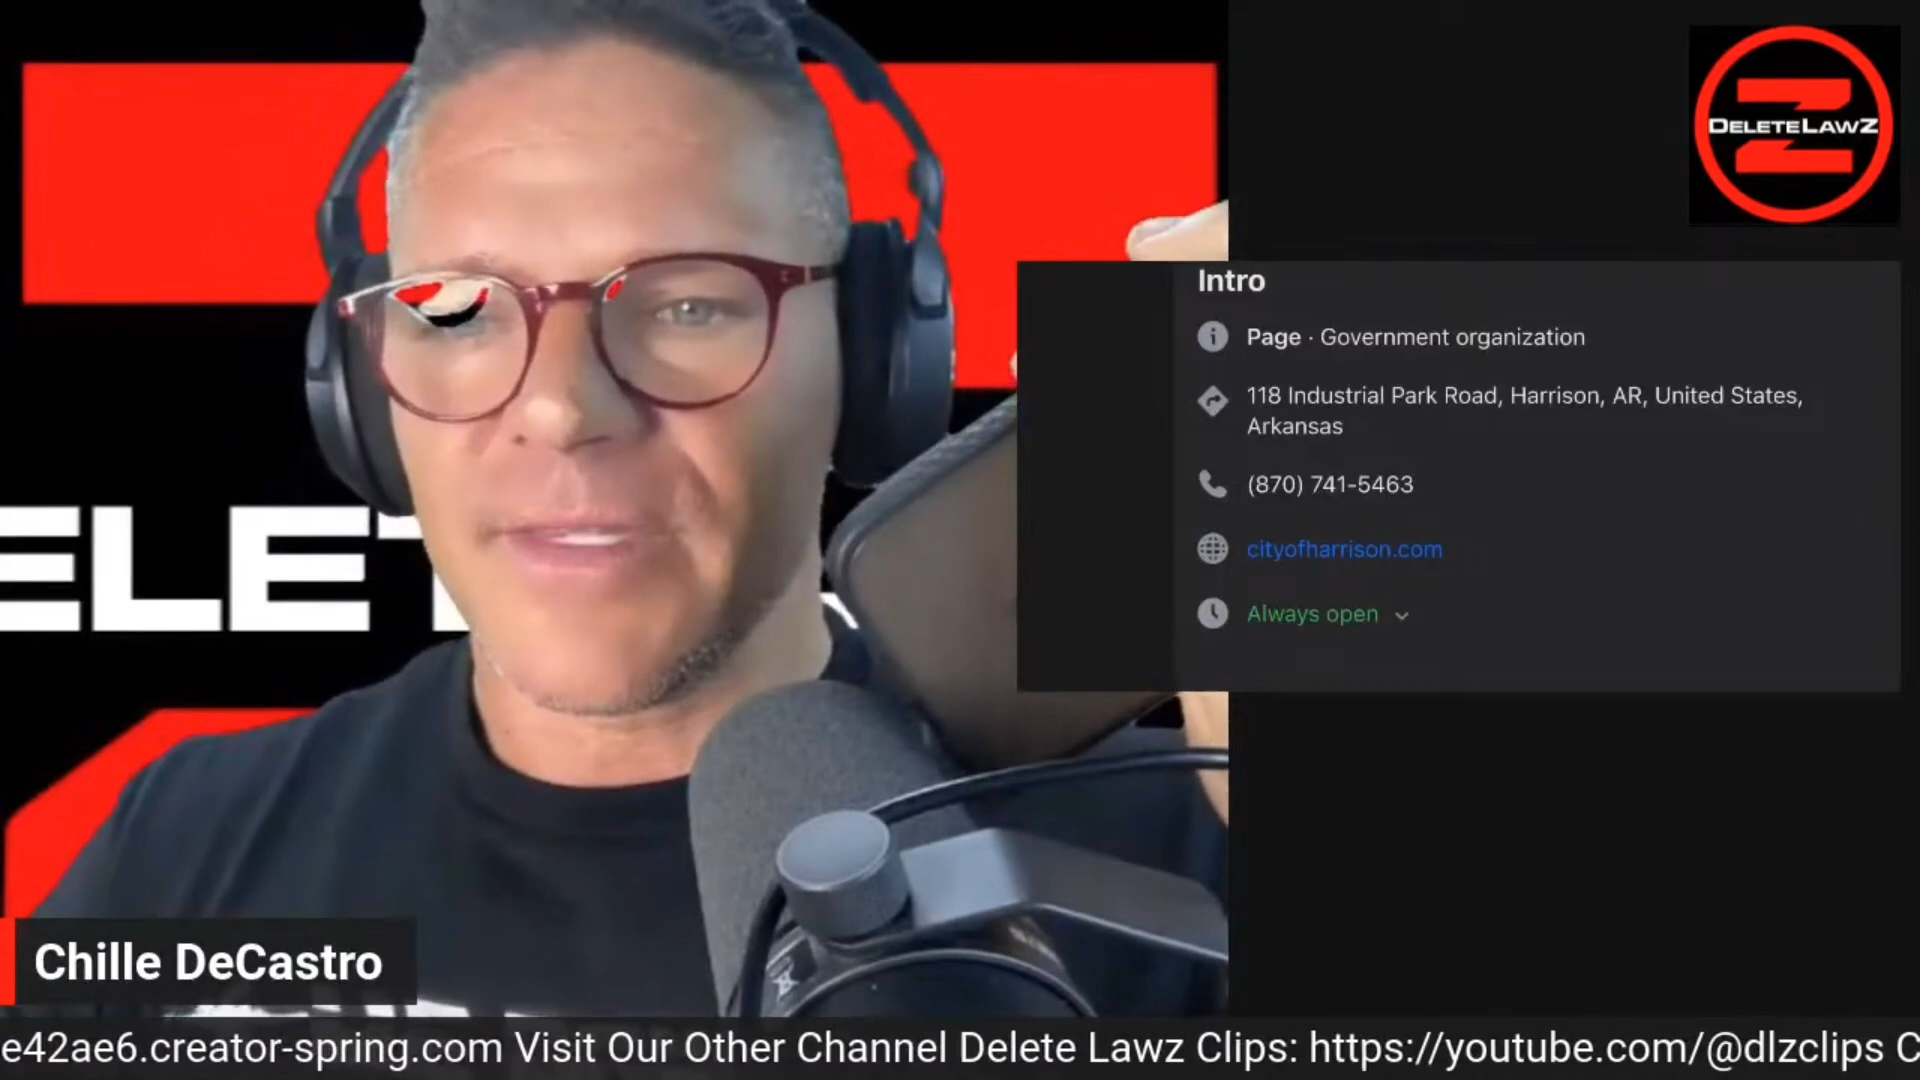 DELETELAWZ
Intro
Page · Government organization
118 Industrial Park Road, Harrison, AR, United States,
Arkansas
(870) 741-5463
cityofharrison.com
Always open
ELET
Chille DeCastro
e42ae6.creator-spring.com Visit Our Other Channel Delete Lawz Clips: https://youtube.com/@dlzclips C